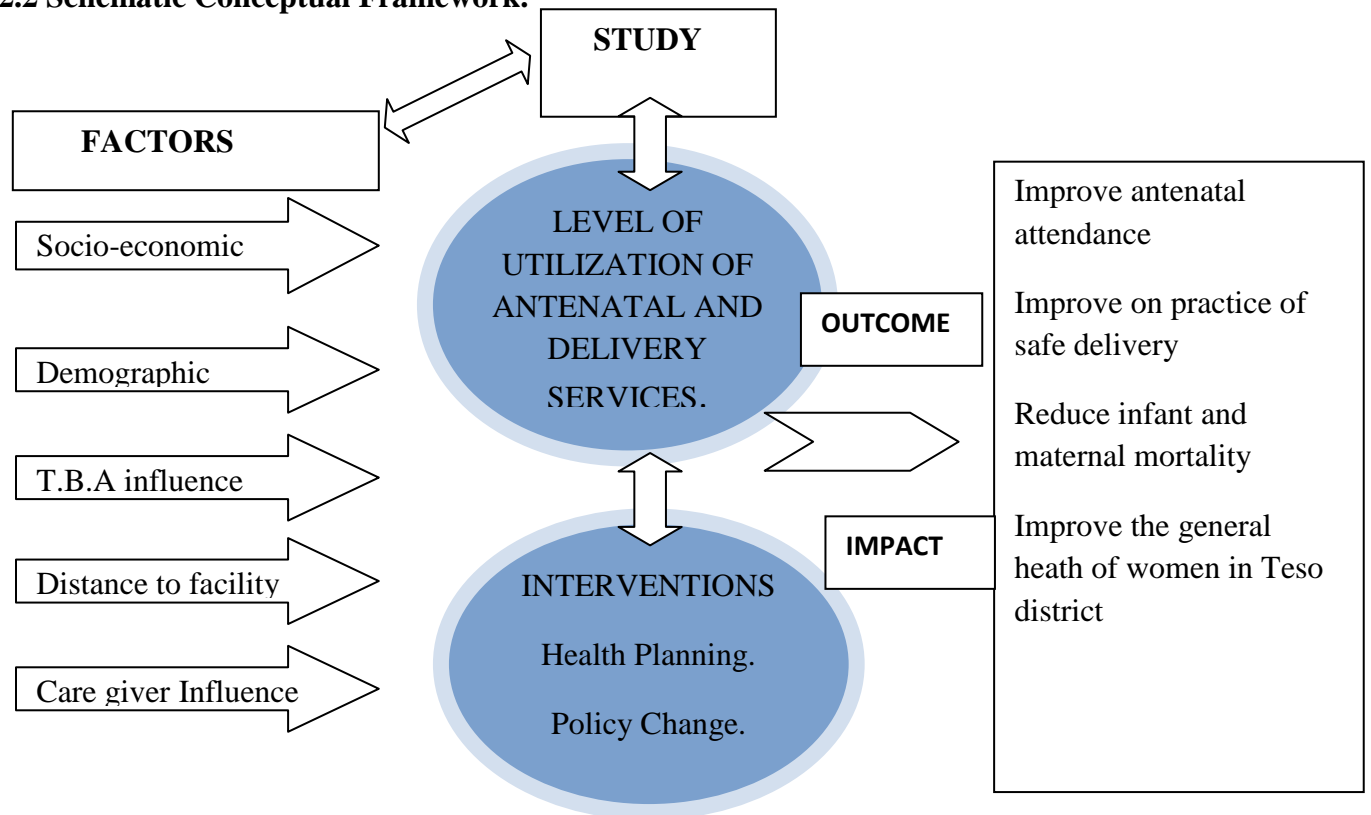 2.2 Schematic Conceptual Framework.
STUDY
FACTORS
Socio-economic
Demographic
T.B.A influence
Distance to facility
Care giver Influence
LEVEL OF
UTILIZATION OF
ANTENATAL AND
DELIVERY
SERVICES.
INTERVENTIONS
Health Planning.
Policy Change.
OUTCOME
IMPACT
Improve antenatal
attendance
Improve on practice of
safe delivery
Reduce infant and
maternal mortality
Improve the general
heath of women in Teso
district